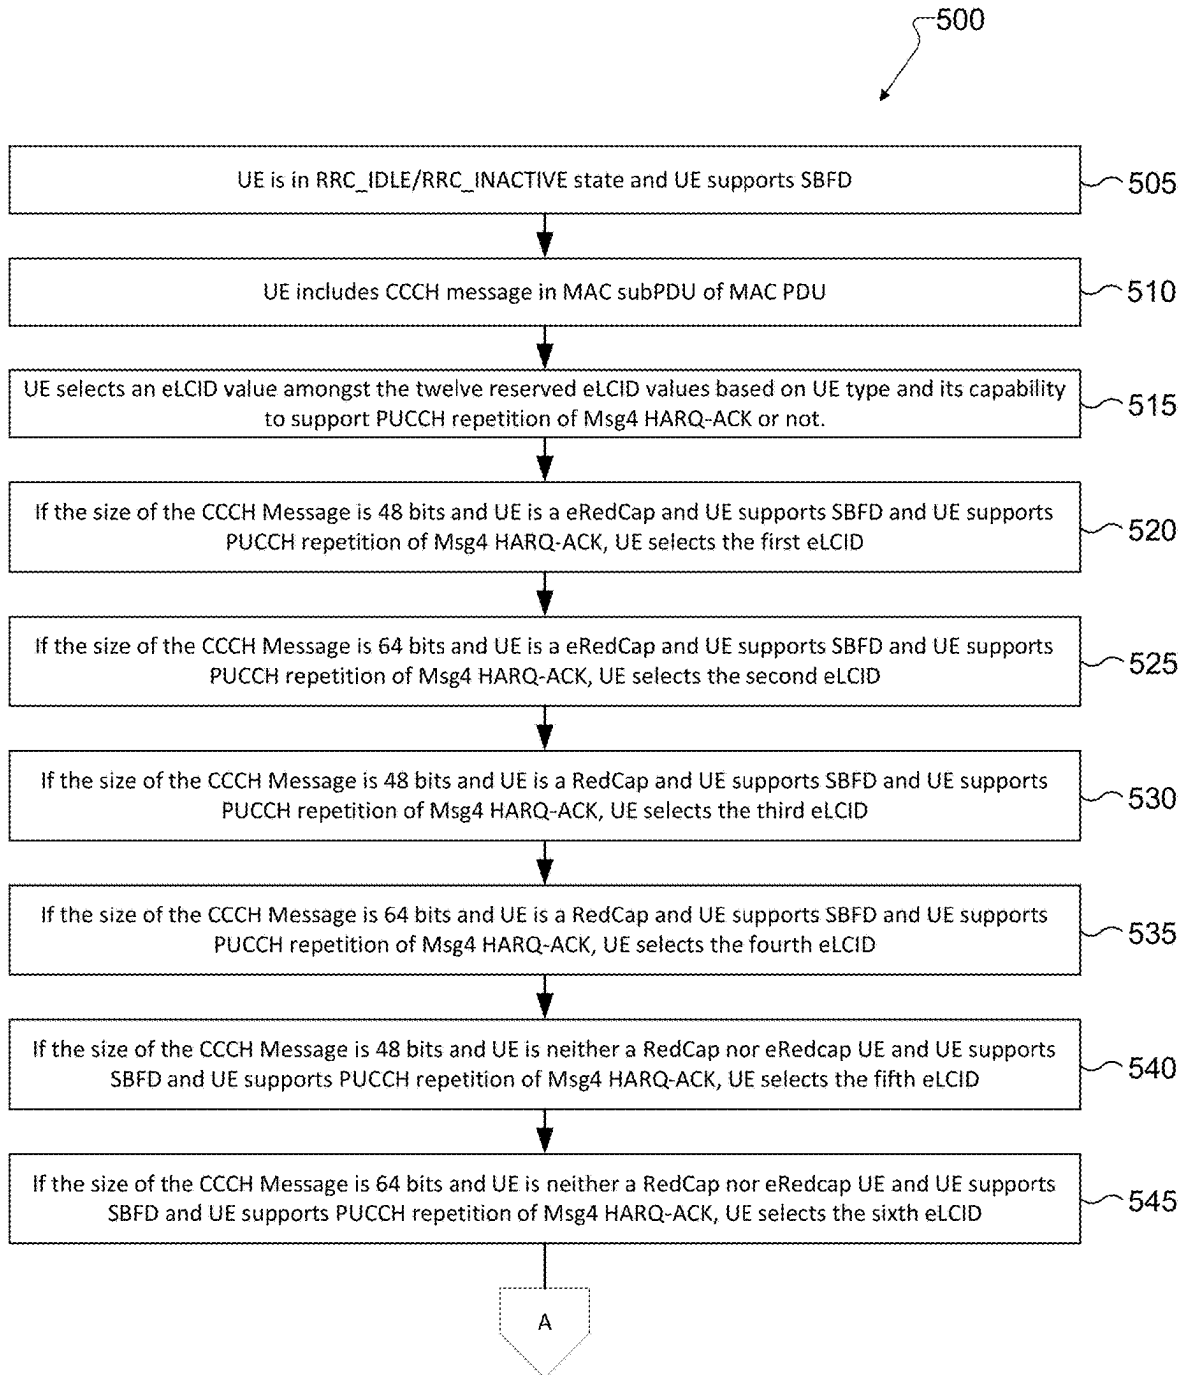 500
UE is in RRC_IDLE/RRC_INACTIVE state and UE supports SBFD
505
UE includes CCCH message in MAC subPDU of MAC PDU
510
UE selects an eLCID value amongst the twelve reserved eLCID values based on UE type and its capability
to support PUCCH repetition of Msg4 HARQ-ACK or not.
515
If the size of the CCCH Message is 48 bits and UE is a eRedCap and UE supports SBFD and UE supports
PUCCH repetition of Msg4 HARQ-ACK, UE selects the first eLCID
520
If the size of the CCCH Message is 64 bits and UE is a eRedCap and UE supports SBFD and UE supports
PUCCH repetition of Msg4 HARQ-ACK, UE selects the second eLCID
525
If the size of the CCCH Message is 48 bits and UE is a RedCap and UE supports SBFD and UE supports
PUCCH repetition of Msg4 HARQ-ACK, UE selects the third eLCID
530
If the size of the CCCH Message is 64 bits and UE is a RedCap and UE supports SBFD and UE supports
PUCCH repetition of Msg4 HARQ-ACK, UE selects the fourth eLCID
535
If the size of the CCCH Message is 48 bits and UE is neither a RedCap nor eRedcap UE and UE supports
SBFD and UE supports PUCCH repetition of Msg4 HARQ-ACK, UE selects the fifth eLCID
540
If the size of the CCCH Message is 64 bits and UE is neither a RedCap nor eRedcap UE and UE supports
SBFD and UE supports PUCCH repetition of Msg4 HARQ-ACK, UE selects the sixth eLCID
545
A